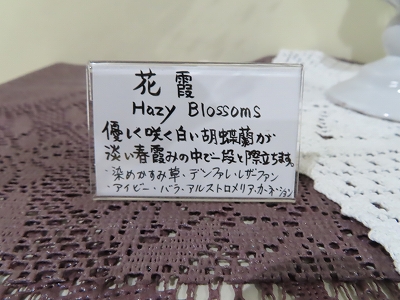 花霞
Hazy Blossoms
優しく咲く白い胡蝶蘭が
淡い春霞みの中で一段と際立ちます。
・染めかすみ草・デンファレ・レザーファン
・アイビー・バラ・アルストロメリア・カーネーション